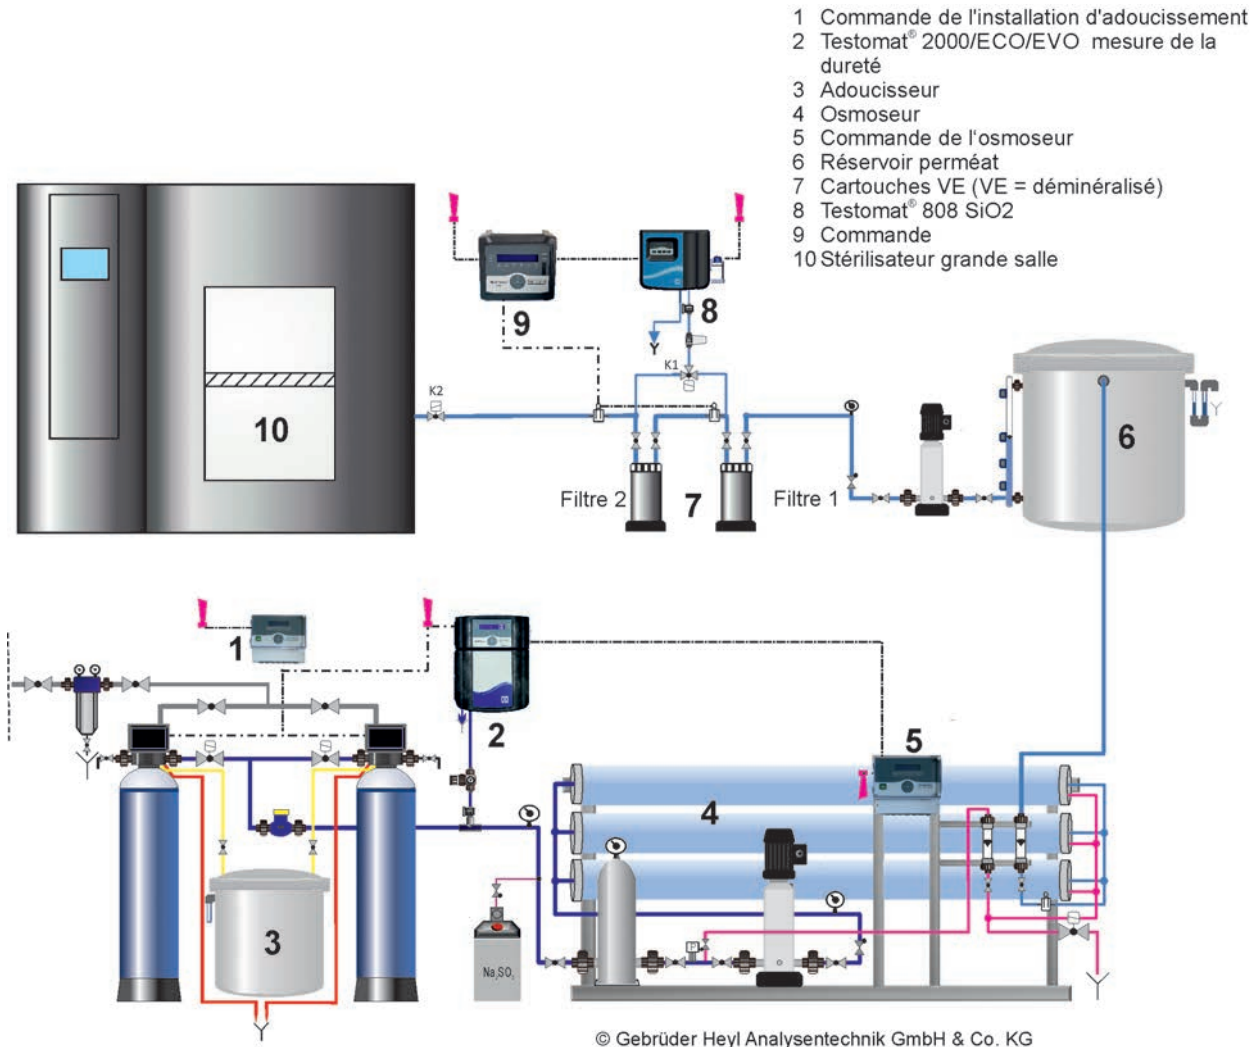 1 Commande de l'installation d'adoucissement
2 Testomat® 2000/ECO/EVO mesure de la
dureté
3 Adoucisseur
4 Osmoseur
5 Commande de l'osmoseur
6 Réservoir perméat
7 Cartouches VE (VE = déminéralisé)
8 Testomat® 808 SiO2
9 Commande
10 Stérilisateur grande salle
9
8
K1
K2
10
6
Filtre 2
7
Filtre 1
1
2
5
4
3
P
© Gebrüder Heyl Analysentechnik GmbH & Co. KG